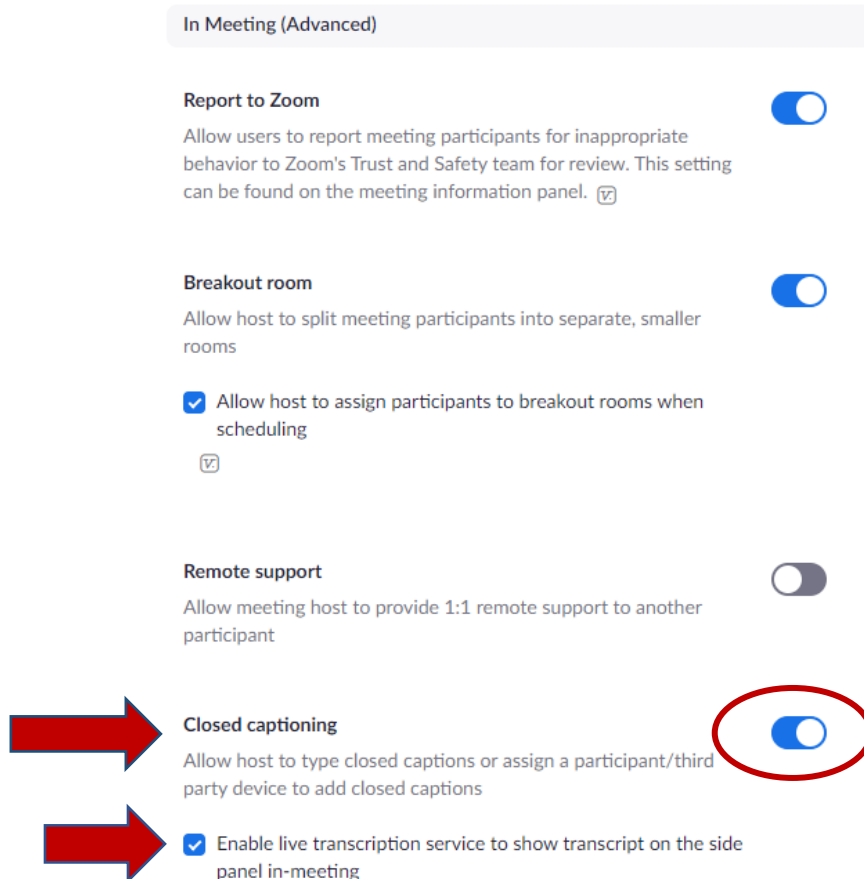 In Meeting (Advanced)
Report to Zoom
Allow users to report meeting participants for inappropriate
behavior to Zoom's Trust and Safety team for review. This setting
can be found on the meeting information panel.
Breakout room
Allow host to split meeting participants into separate, smaller
rooms
Allow host to assign participants to breakout rooms when
scheduling
Remote support
Allow meeting host to provide 1:1 remote support to another
participant
Closed captioning
Allow host to type closed captions or assign a participant/third
party device to add closed captions
Enable live transcription service to show transcript on the side
panel in-meeting